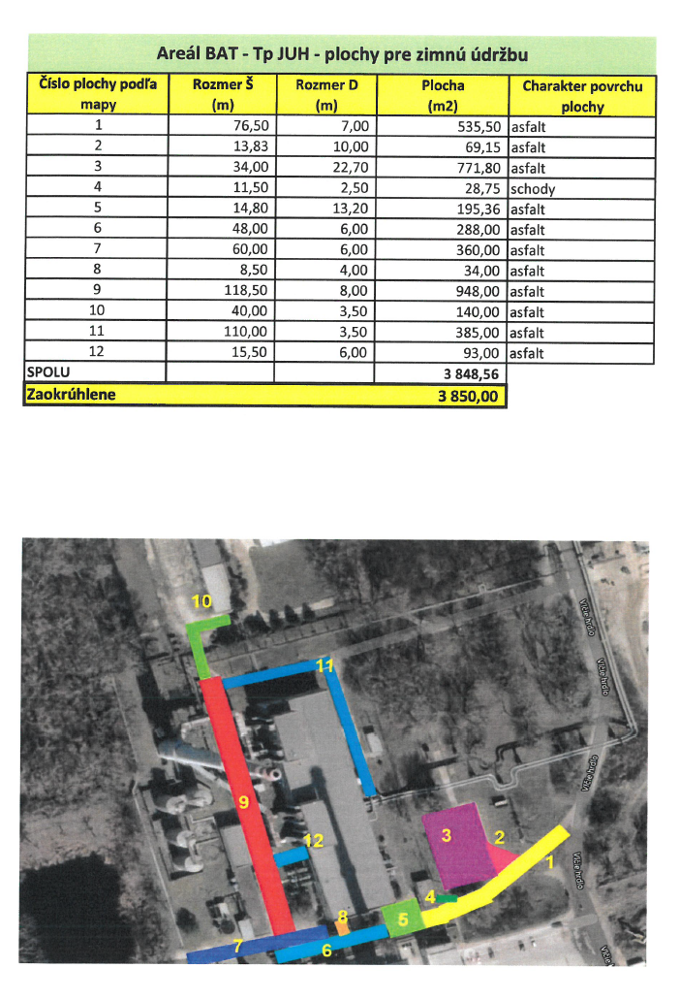 Areál BAT - Tp JUH - plochy pre zimnú údržbu
Číslo plochy podľa mapy Rozmer Š (m) Rozmer D (m) Plocha (m2) Charakter povrchu plochy
1 76,50 7,00 535,50 asfalt
2 13,83 10,00 69,15 asfalt
3 34,00 22,70 771,80 asfalt
4 11,50 2,50 28,75 schody
5 14,80 13,20 195,36 asfalt
6 48,00 6,00 288,00 asfalt
7 60,00 6,00 360,00 asfalt
8 8,50 4,00 34,00 asfalt
9 118,50 8,00 948,00 asfalt
10 40,00 3,50 140,00 asfalt
11 110,00 3,50 385,00 asfalt
12 15,50 6,00 93,00 asfalt
SPOLU 3 848,56
Zaokrúhlene 3 850,00
10
Vlčie hrdlo
11
Vlčie hrdlo
Vlčie hrdlo
9
3
2
12
1
Vlčie hrdlo
4
8
5
7
6
Vlčie